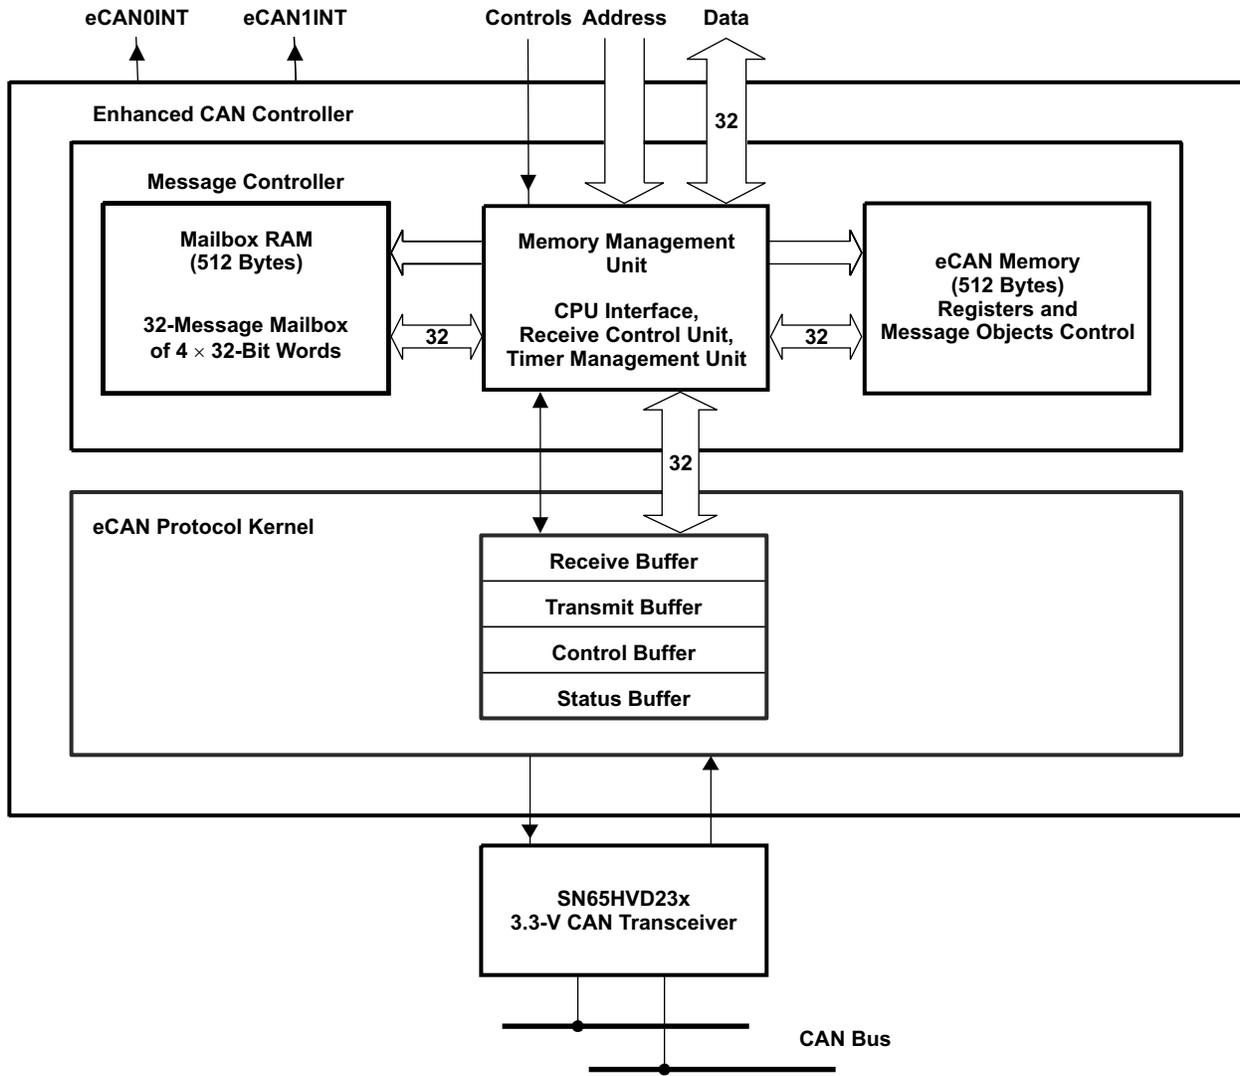 eCAN0INT
eCAN1INT
Controls
Address
Data
32
Enhanced CAN Controller
Message Controller
Mailbox RAM
(512 Bytes)
32-Message Mailbox
of 4 × 32-Bit Words
32
Memory Management
Unit
CPU Interface,
Receive Control Unit,
Timer Management Unit
32
eCAN Memory
(512 Bytes)
Registers and
Message Objects Control
32
eCAN Protocol Kernel
Receive Buffer
Transmit Buffer
Control Buffer
Status Buffer
SN65HVD23x
3.3-V CAN Transceiver
CAN Bus